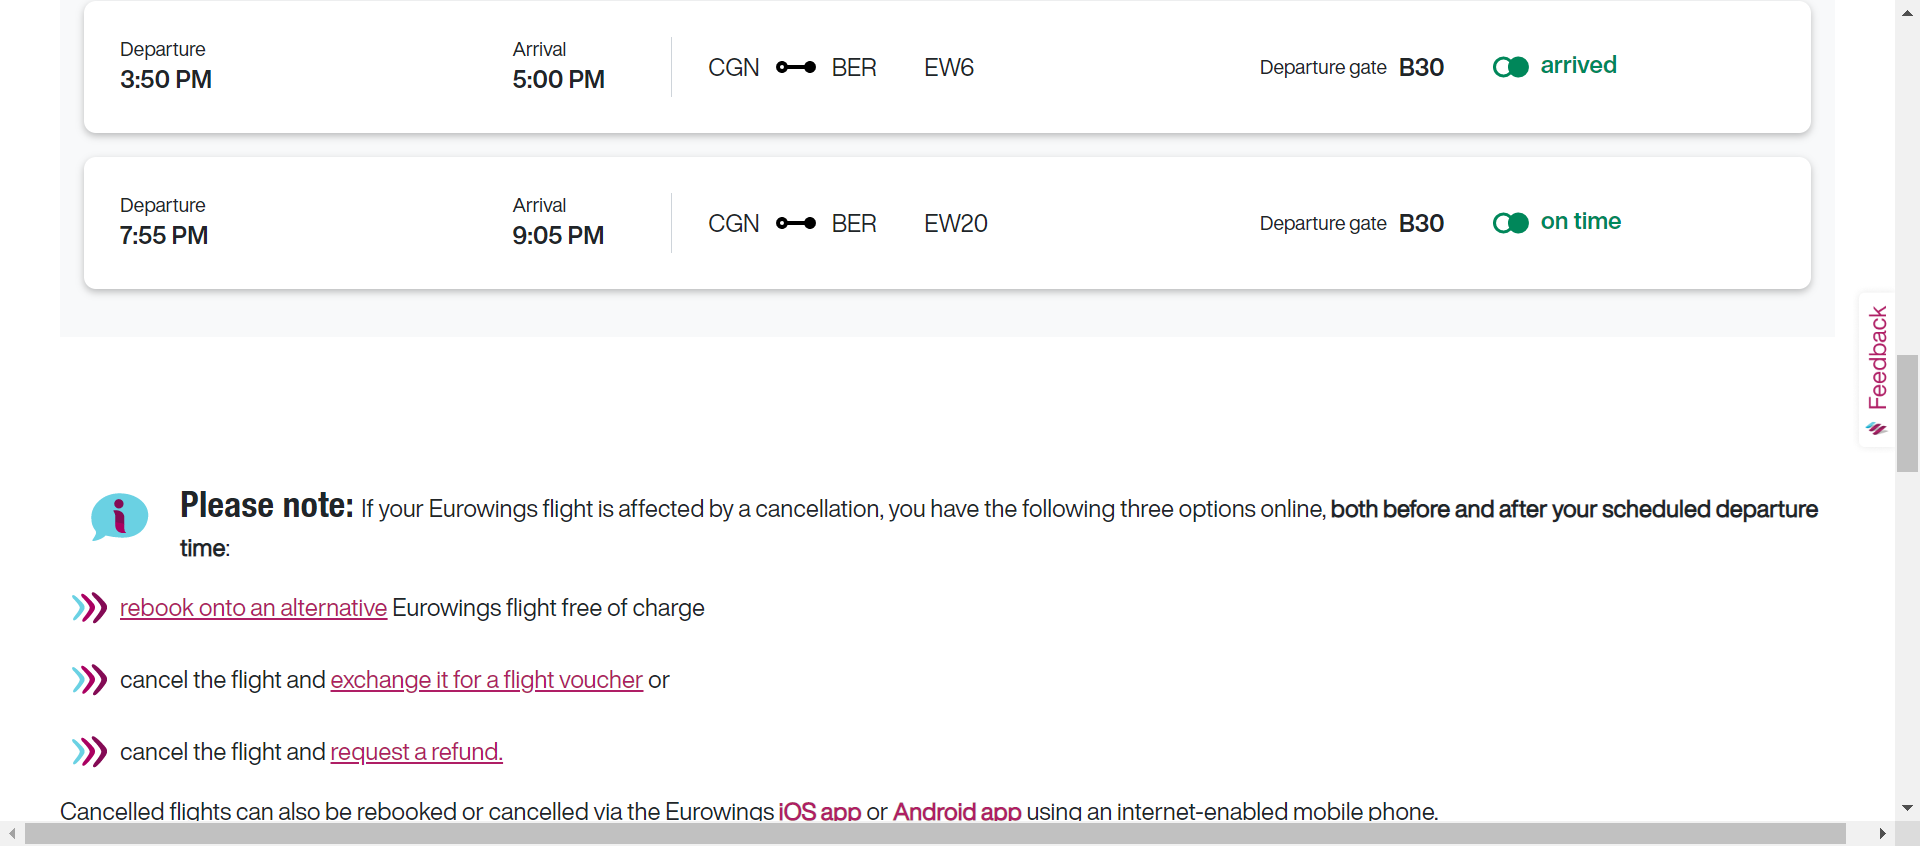 Departure
3:50 PM
Arrival
5:00 PM
CGN BER EW6
Departure gate B30
arrived
Departure
7:55 PM
Arrival
9:05 PM
CGN BER EW20
Departure gate B30
on time
Feedback
Please note: If your Eurowings flight is affected by a cancellation, you have the following three options online, both before and after your scheduled departure
time:
rebook onto an alternative Eurowings flight free of charge
cancel the flight and exchange it for a flight voucher or
cancel the flight and request a refund.
Cancelled flights can also be rebooked or cancelled via the Eurowings iOS app or Android app using an internet-enabled mobile phone.